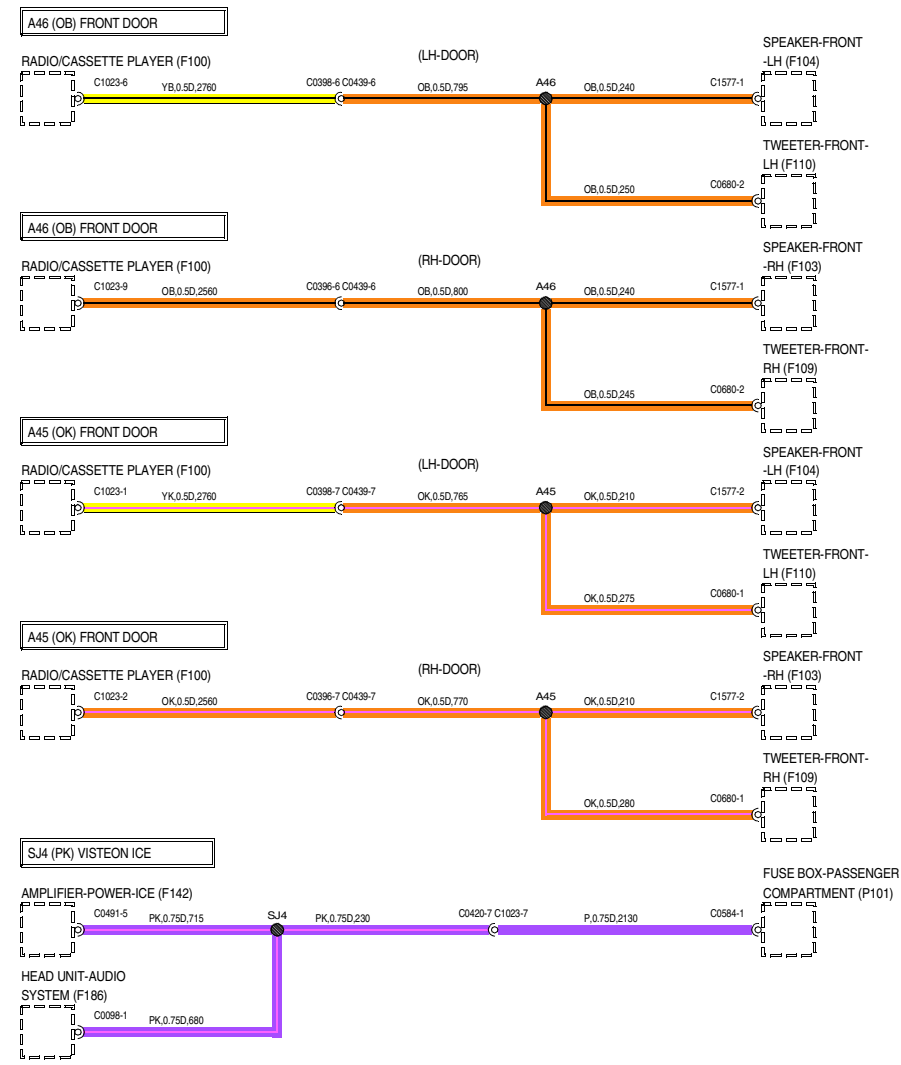 A46 (OB) FRONT DOOR
RADIO/CASSETTE PLAYER (F100)
(LH-DOOR)
SPEAKER-FRONT
-LH (F104)
C1023-6
YB,0.5D,2760
C0398-6 C0439-6
OB,0.5D,795
A46
OB,0.5D,240
C1577-1
TWEETER-FRONT-
LH (F110)
OB,0.5D,250
C0680-2
A46 (OB) FRONT DOOR
RADIO/CASSETTE PLAYER (F100)
(RH-DOOR)
SPEAKER-FRONT
-RH (F103)
C1023-9
OB,0.5D,2560
C0396-6 C0439-6
OB,0.5D,800
A46
OB,0.5D,240
C1577-1
TWEETER-FRONT-
RH (F109)
OB,0.5D,245
C0680-2
A45 (OK) FRONT DOOR
RADIO/CASSETTE PLAYER (F100)
(LH-DOOR)
SPEAKER-FRONT
-LH (F104)
C1023-1
YK,0.5D,2760
C0398-7 C0439-7
OK,0.5D,765
A45
OK,0.5D,210
C1577-2
TWEETER-FRONT-
LH (F110)
OK,0.5D,275
C0680-1
A45 (OK) FRONT DOOR
RADIO/CASSETTE PLAYER (F100)
(RH-DOOR)
SPEAKER-FRONT
-RH (F103)
C1023-2
OK,0.5D,2560
C0396-7 C0439-7
OK,0.5D,770
A45
OK,0.5D,210
C1577-2
TWEETER-FRONT-
RH (F109)
OK,0.5D,280
C0680-1
SJ4 (PK) VISTEON ICE
AMPLIFIER-POWER-ICE (F142)
FUSE BOX-PASSENGER
COMPARTMENT (P101)
C0491-5
PK,0.75D,715
SJ4
PK,0.75D,230
C0420-7 C1023-7
P,0.75D,2130
C0584-1
HEAD UNIT-AUDIO
SYSTEM (F186)
C0098-1
PK,0.75D,680